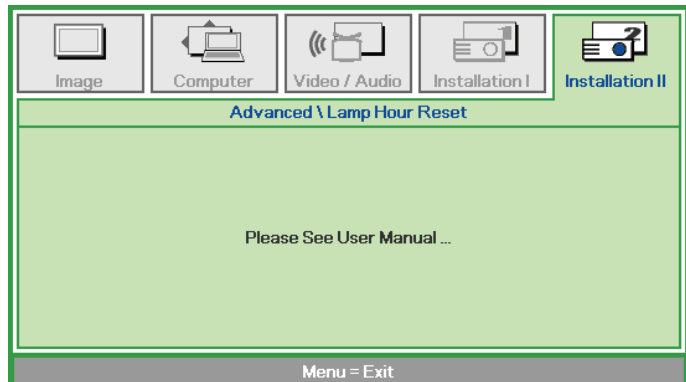 Image
Computer
Video / Audio
Installation I
Installation II
Advanced \ Lamp Hour Reset
Please See User Manual ...
Menu = Exit